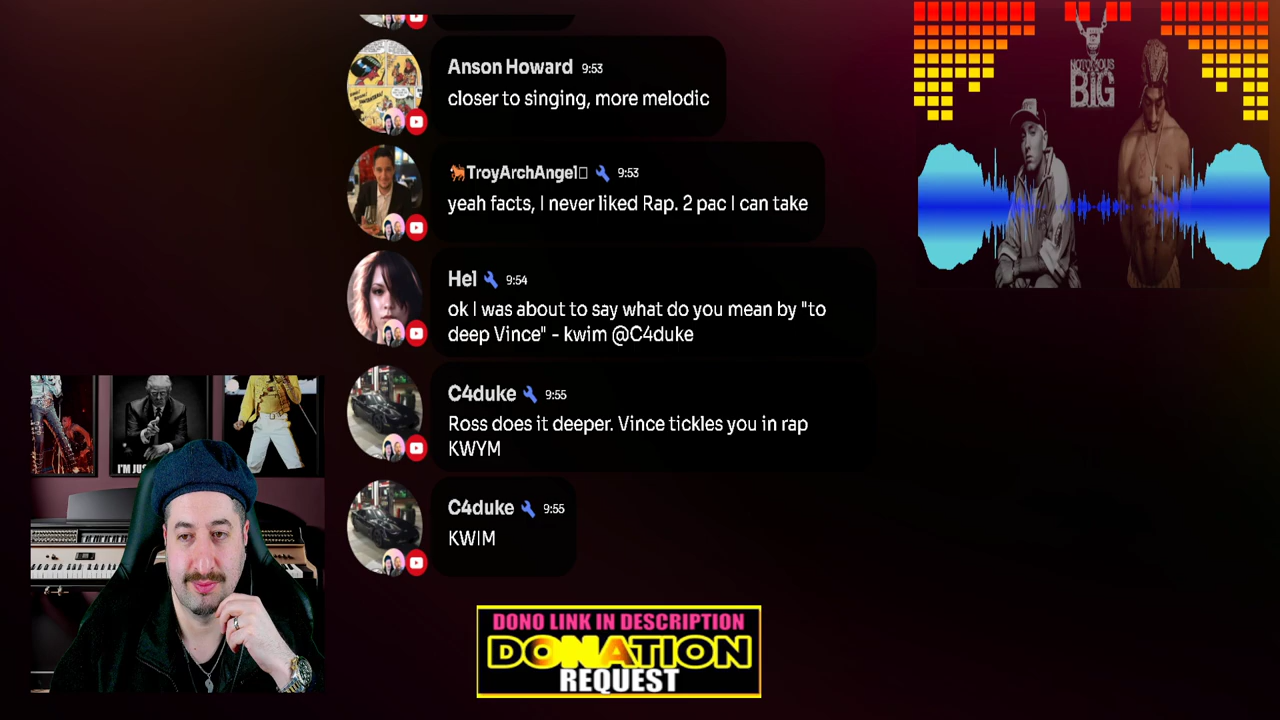 Anson Howard 9:53
closer to singing, more melodic
TroyArchAngel 9:53
yeah facts, I never liked Rap. 2 pac I can take
Hel 9:54
ok I was about to say what do you mean by "to
deep Vince" - kwim @C4duke
C4duke 9:55
Ross does it deeper. Vince tickles you in rap
KWYM
C4duke 9:55
KWIM
NOTORIOUS
BIG
I'M JUS
DONO LINK IN DESCRIPTION
DONATION
REQUEST